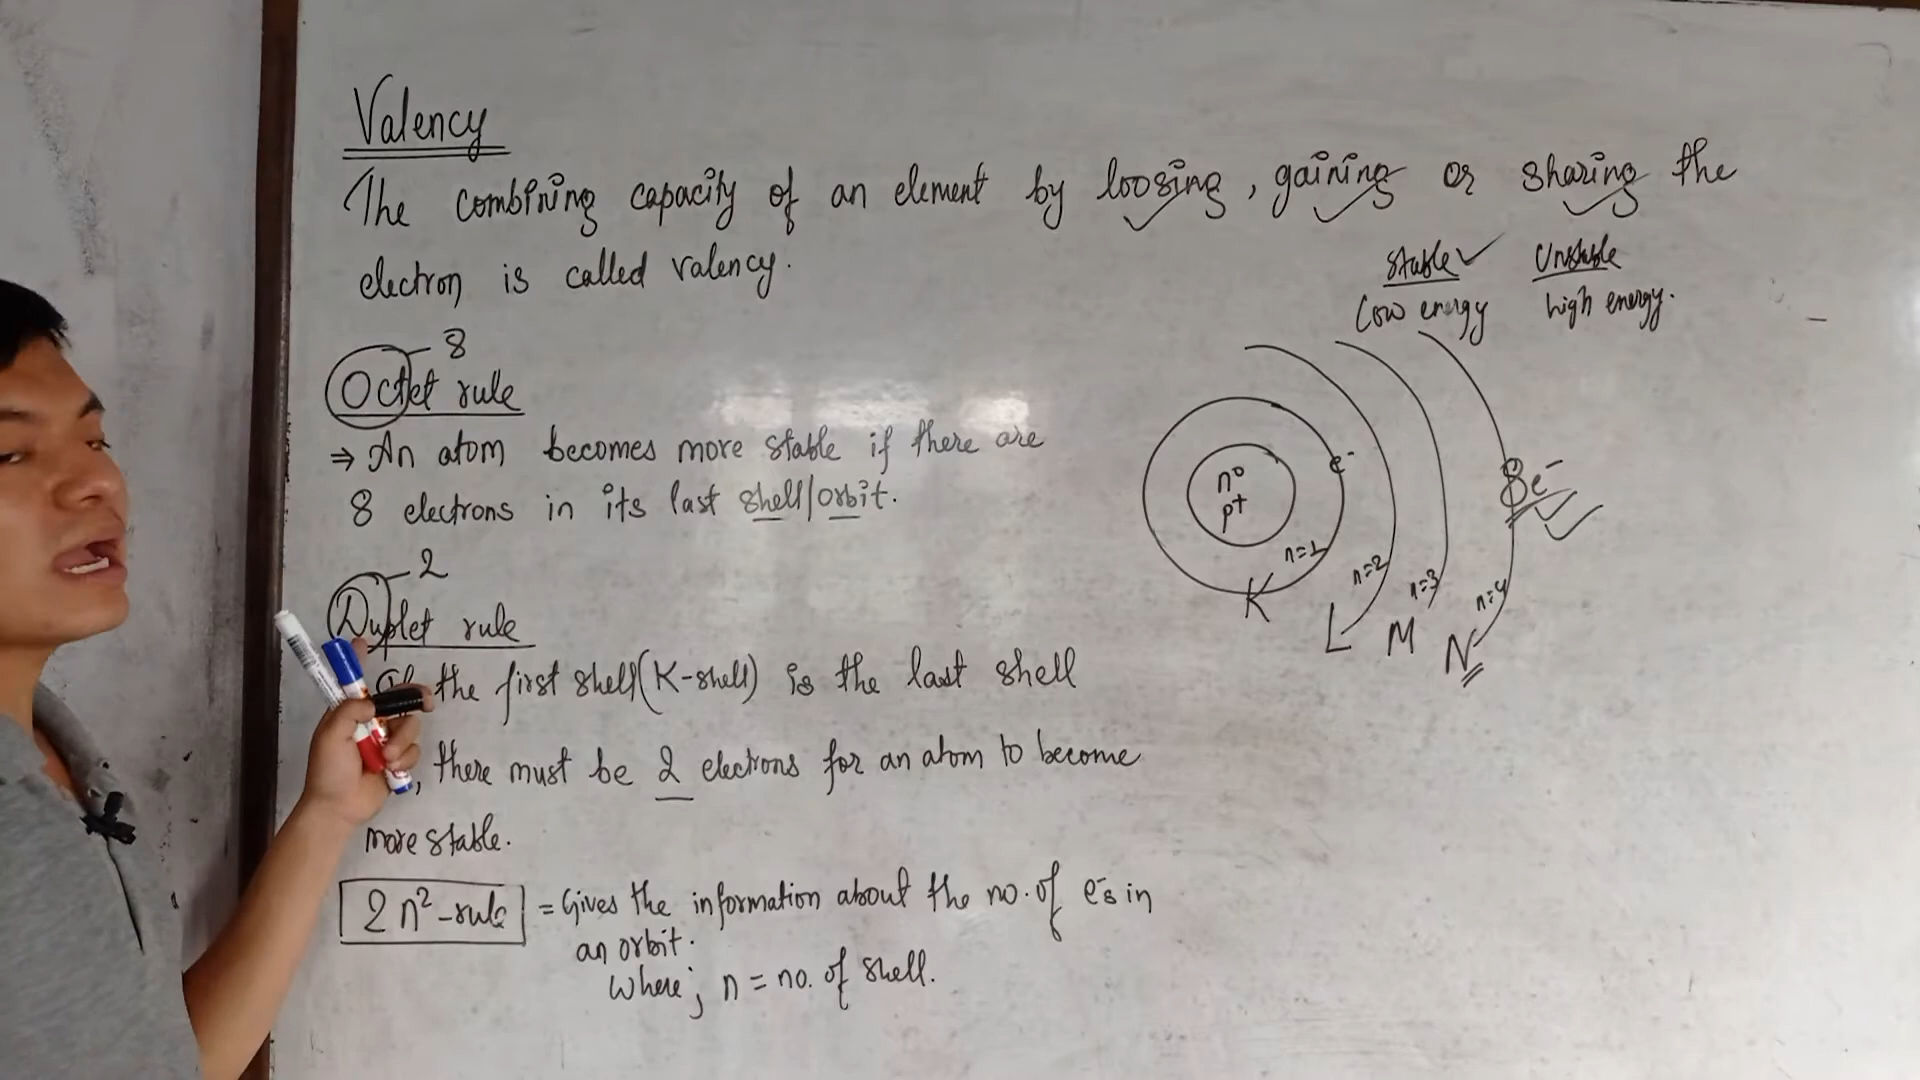 Valency
The combining capacity of an element by loosing, gaining or sharing the
electron is called valency.
Stable ✓ Unstable
Low energy high energy.
8
Octet rule
⇒ An atom becomes more stable if there are
8 electrons in its last shell/orbit.
2
Duplet rule
If the first shell (K-shell) is the last shell
, there must be 2 electrons for an atom to become
more stable.
2n²-rule = Gives the information about the no. of e⁻s in
an orbit.
Where; n = no. of shell.
n⁰
p⁺
e⁻
8e⁻
n=1
n=2
n=3
n=4
K
L
M
N